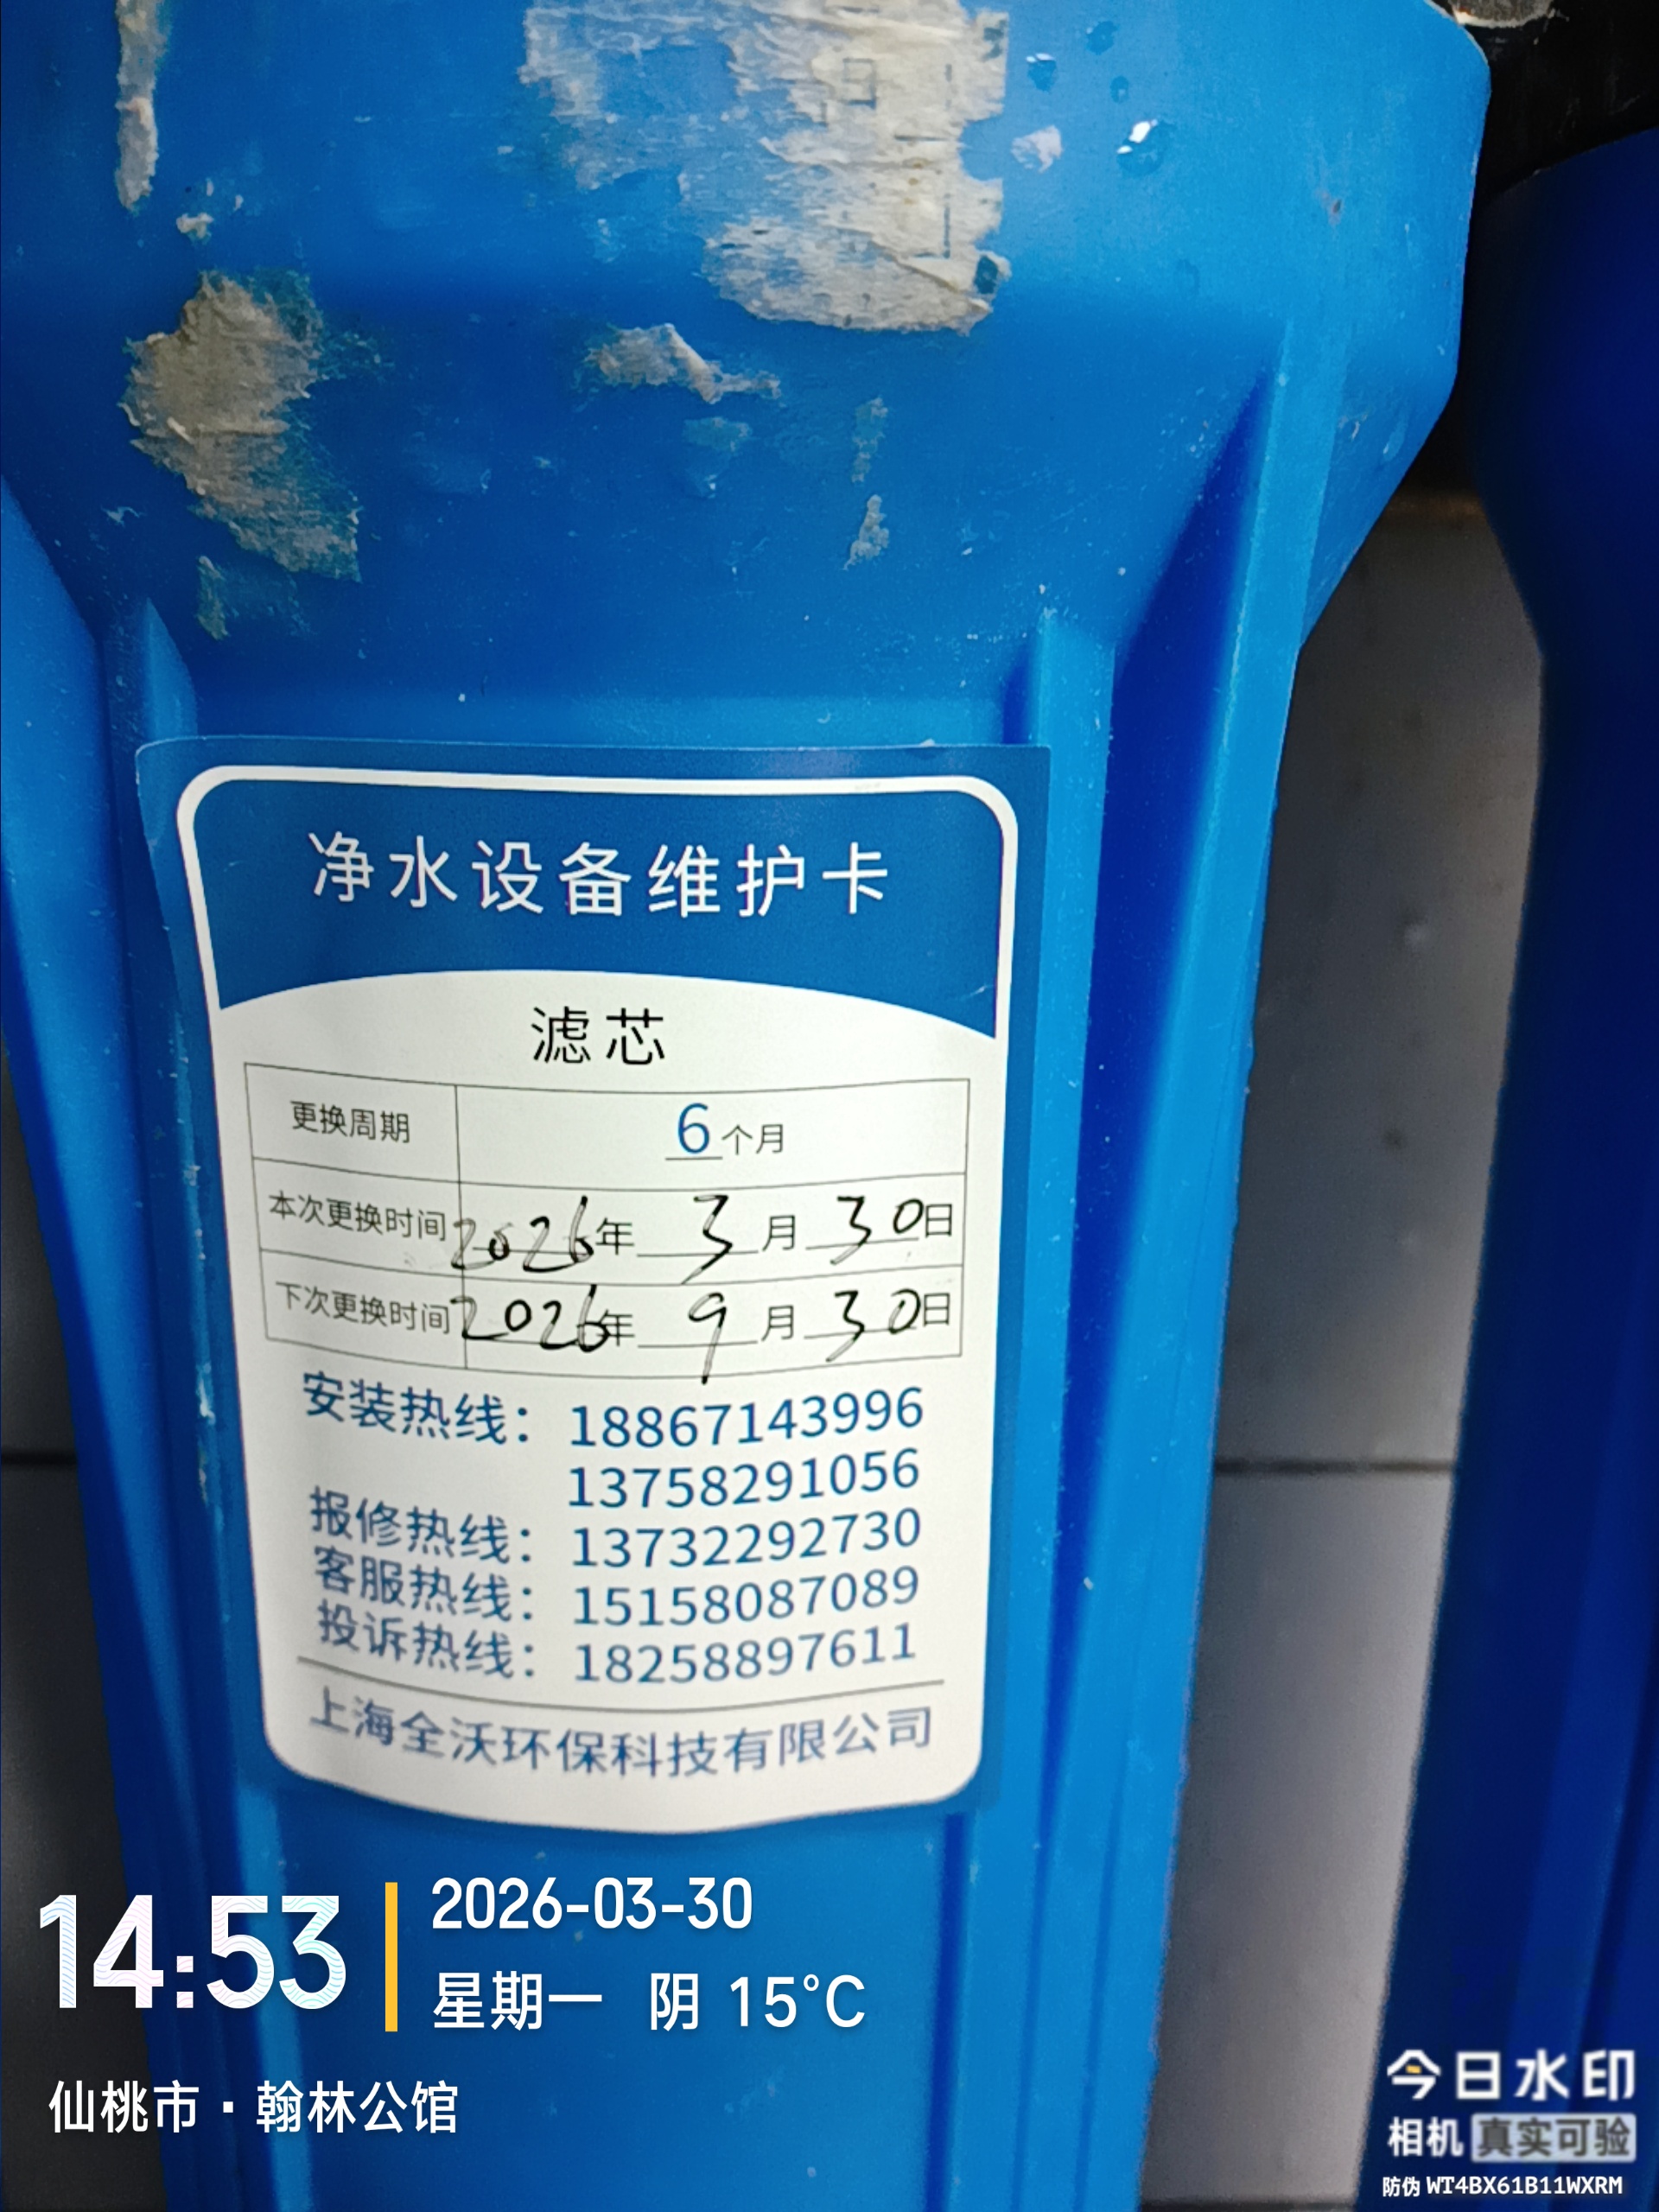 净水设备维护卡
滤芯
更换周期 6个月
本次更换时间 2026年 3月 30日
下次更换时间 2026年 9月 30日
安装热线：18867143996
13758291056
报修热线：13732292730
客服热线：15158087089
投诉热线：18258897611
上海全沃环保科技有限公司
14:53
2026-03-30
星期一 阴 15°C
仙桃市·翰林公馆
今日水印
相机 真实可验
防伪 WT4BX61B11WXRM